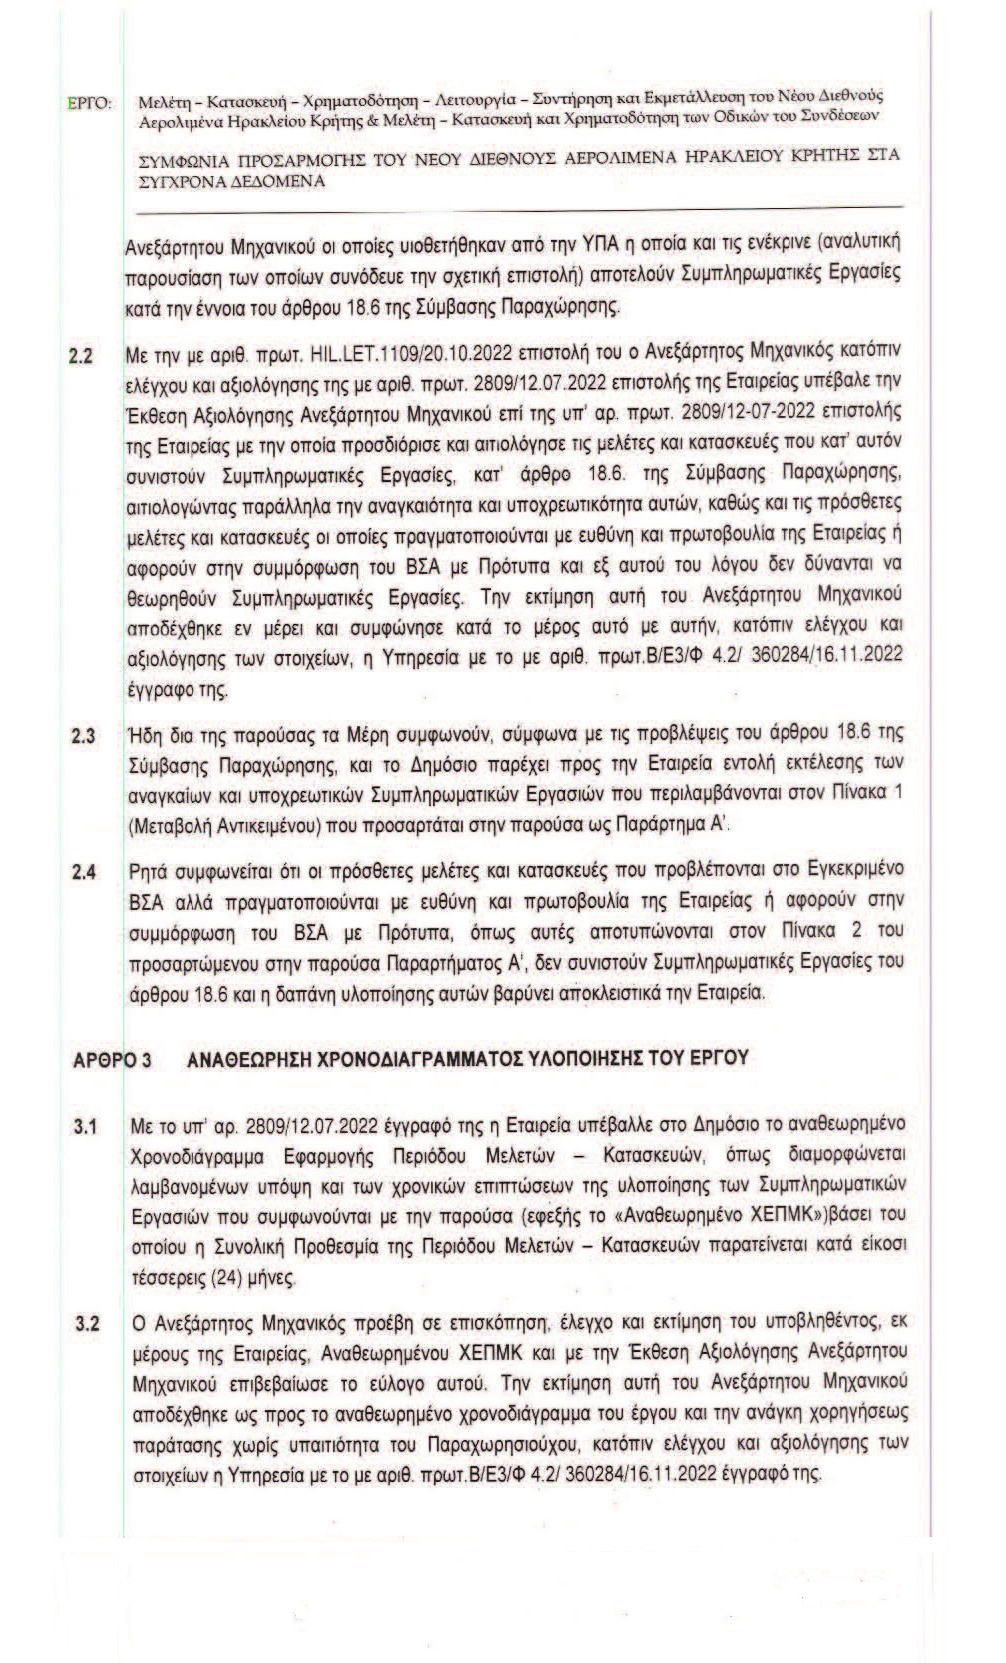 ΕΡΓΟ: Μελέτη – Κατασκευή – Χρηματοδότηση – Λειτουργία – Συντήρηση και Εκμετάλλευση του Νέου Διεθνούς
Αερολιμένα Ηρακλείου Κρήτης & Μελέτη – Κατασκευή και Χρηματοδότηση των Οδικών του Συνδέσεων
ΣΥΜΦΩΝΙΑ ΠΡΟΣΑΡΜΟΓΗΣ ΤΟΥ ΝΕΟΥ ΔΙΕΘΝΟΥΣ ΑΕΡΟΛΙΜΕΝΑ ΗΡΑΚΛΕΙΟΥ ΚΡΗΤΗΣ ΣΤΑ
ΣΥΓΧΡΟΝΑ ΔΕΔΟΜΕΝΑ
Ανεξάρτητου Μηχανικού οι οποίες υιοθετήθηκαν από την ΥΠΑ η οποία και τις ενέκρινε (αναλυτική
παρουσίαση των οποίων συνόδευε την σχετική επιστολή) αποτελούν Συμπληρωματικές Εργασίες
κατά την έννοια του άρθρου 18.6 της Σύμβασης Παραχώρησης.
2.2 Με την με αριθ. πρωτ. HIL.LET.1109/20.10.2022 επιστολή του ο Ανεξάρτητος Μηχανικός κατόπιν
ελέγχου και αξιολόγησης της με αριθ. πρωτ. 2809/12.07.2022 επιστολής της Εταιρείας υπέβαλε την
Έκθεση Αξιολόγησης Ανεξάρτητου Μηχανικού επί της υπ’ αρ. πρωτ. 2809/12-07-2022 επιστολής
της Εταιρείας με την οποία προσδιόρισε και αιτιολόγησε τις μελέτες και κατασκευές που κατ’ αυτόν
συνιστούν Συμπληρωματικές Εργασίες, κατ’ άρθρο 18.6. της Σύμβασης Παραχώρησης,
αιτιολογώντας παράλληλα την αναγκαιότητα και υποχρεωτικότητα αυτών, καθώς και τις πρόσθετες
μελέτες και κατασκευές οι οποίες πραγματοποιούνται με ευθύνη και πρωτοβουλία της Εταιρείας ή
αφορούν στην συμμόρφωση του ΒΣΑ με Πρότυπα και εξ αυτού του λόγου δεν δύνανται να
θεωρηθούν Συμπληρωματικές Εργασίες. Την εκτίμηση αυτή του Ανεξάρτητου Μηχανικού
αποδέχθηκε εν μέρει και συμφώνησε κατά το μέρος αυτό με αυτήν, κατόπιν ελέγχου και
αξιολόγησης των στοιχείων, η Υπηρεσία με το με αριθ. πρωτ.Β/Ε3/Φ 4.2/ 360284/16.11.2022
έγγραφο της.
2.3 Ήδη δια της παρούσας τα Μέρη συμφωνούν, σύμφωνα με τις προβλέψεις του άρθρου 18.6 της
Σύμβασης Παραχώρησης, και το Δημόσιο παρέχει προς την Εταιρεία εντολή εκτέλεσης των
αναγκαίων και υποχρεωτικών Συμπληρωματικών Εργασιών που περιλαμβάνονται στον Πίνακα 1
(Μεταβολή Αντικειμένου) που προσαρτάται στην παρούσα ως Παράρτημα Α’.
2.4 Ρητά συμφωνείται ότι οι πρόσθετες μελέτες και κατασκευές που προβλέπονται στο Εγκεκριμένο
ΒΣΑ αλλά πραγματοποιούνται με ευθύνη και πρωτοβουλία της Εταιρείας ή αφορούν στην
συμμόρφωση του ΒΣΑ με Πρότυπα, όπως αυτές αποτυπώνονται στον Πίνακα 2 του
προσαρτώμενου στην παρούσα Παραρτήματος Α’, δεν συνιστούν Συμπληρωματικές Εργασίες του
άρθρου 18.6 και η δαπάνη υλοποίησης αυτών βαρύνει αποκλειστικά την Εταιρεία.
ΑΡΘΡΟ 3 ΑΝΑΘΕΩΡΗΣΗ ΧΡΟΝΟΔΙΑΓΡΑΜΜΑΤΟΣ ΥΛΟΠΟΙΗΣΗΣ ΤΟΥ ΕΡΓΟΥ
3.1 Με το υπ’ αρ. 2809/12.07.2022 έγγραφό της η Εταιρεία υπέβαλλε στο Δημόσιο το αναθεωρημένο
Χρονοδιάγραμμα Εφαρμογής Περιόδου Μελετών – Κατασκευών, όπως διαμορφώνεται
λαμβανομένων υπόψη και των χρονικών επιπτώσεων της υλοποίησης των Συμπληρωματικών
Εργασιών που συμφωνούνται με την παρούσα (εφεξής το «Αναθεωρημένο ΧΕΠΜΚ»)βάσει του
οποίου η Συνολική Προθεσμία της Περιόδου Μελετών – Κατασκευών παρατείνεται κατά είκοσι
τέσσερεις (24) μήνες.
3.2 Ο Ανεξάρτητος Μηχανικός προέβη σε επισκόπηση, έλεγχο και εκτίμηση του υποβληθέντος, εκ
μέρους της Εταιρείας, Αναθεωρημένου ΧΕΠΜΚ και με την Έκθεση Αξιολόγησης Ανεξάρτητου
Μηχανικού επιβεβαίωσε το εύλογο αυτού. Την εκτίμηση αυτή του Ανεξάρτητου Μηχανικού
αποδέχθηκε ως προς το αναθεωρημένο χρονοδιάγραμμα του έργου και την ανάγκη χορηγήσεως
παράτασης χωρίς υπαιτιότητα του Παραχωρησιούχου, κατόπιν ελέγχου και αξιολόγησης των
στοιχείων η Υπηρεσία με το με αριθ. πρωτ.Β/Ε3/Φ 4.2/ 360284/16.11.2022 έγγραφό της.